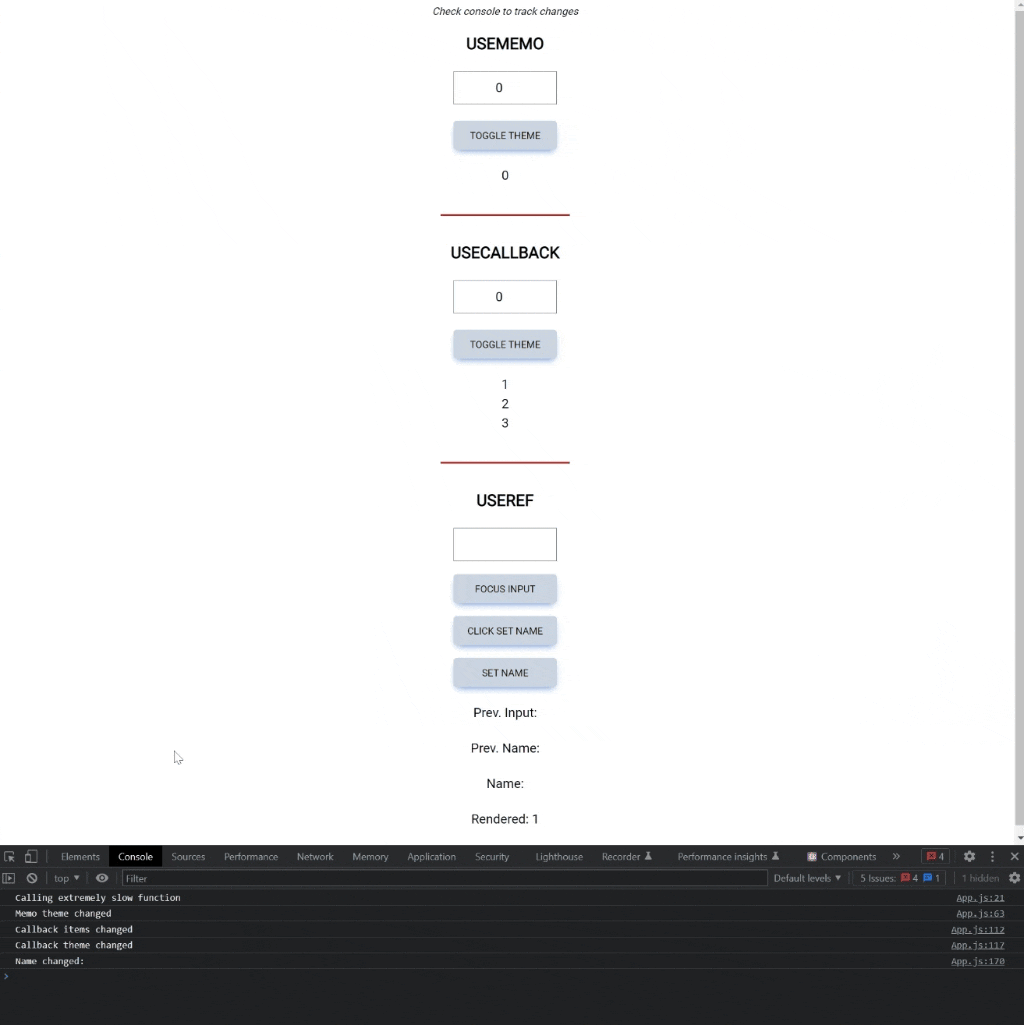 Check console to track changes
USEMEMO
0
TOGGLE THEME
0
USECALLBACK
0
TOGGLE THEME
1
2
3
USEREF
FOCUS INPUT
CLICK SET NAME
SET NAME
Prev. Input:
Prev. Name:
Name:
Rendered: 1
Elements Console Sources Performance Network Memory Application Security Lighthouse Recorder Performance insights Components » 4
top Filter Default levels 5 Issues: 4 1 1 hidden
Calling extremely slow function App.js:21
Memo theme changed App.js:63
Callback items changed App.js:112
Callback theme changed App.js:117
Name changed: App.js:170
>